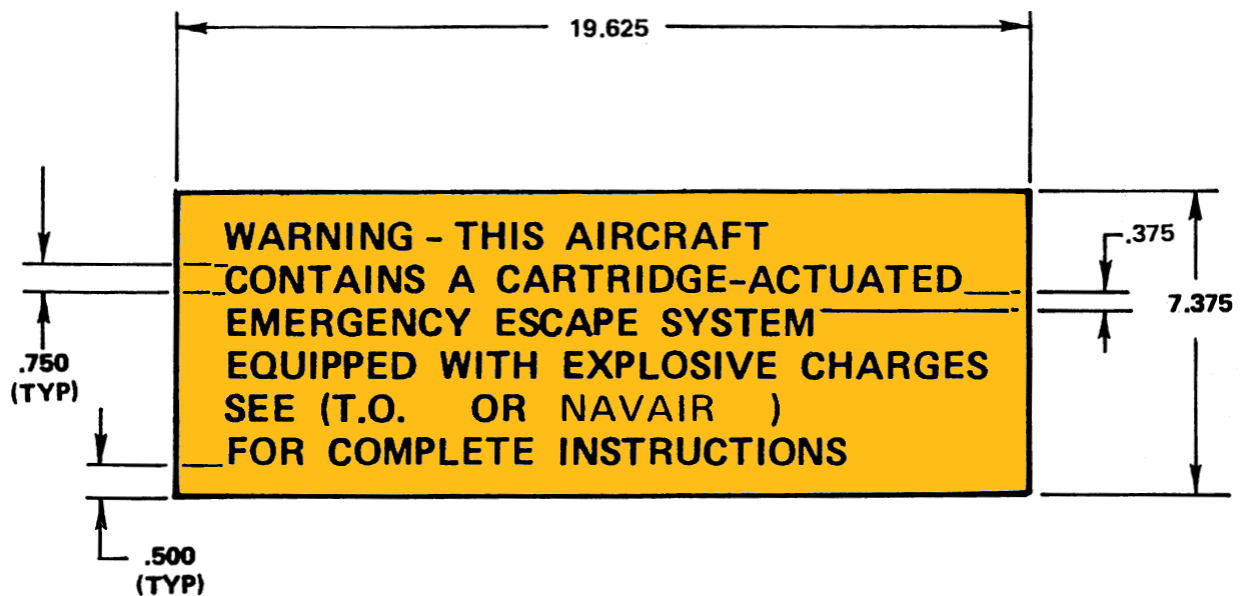 19.625
WARNING - THIS AIRCRAFT
CONTAINS A CARTRIDGE-ACTUATED
EMERGENCY ESCAPE SYSTEM
EQUIPPED WITH EXPLOSIVE CHARGES
SEE (T.O. OR NAVAIR )
FOR COMPLETE INSTRUCTIONS
.375
7.375
.750
(TYP)
.500
(TYP)